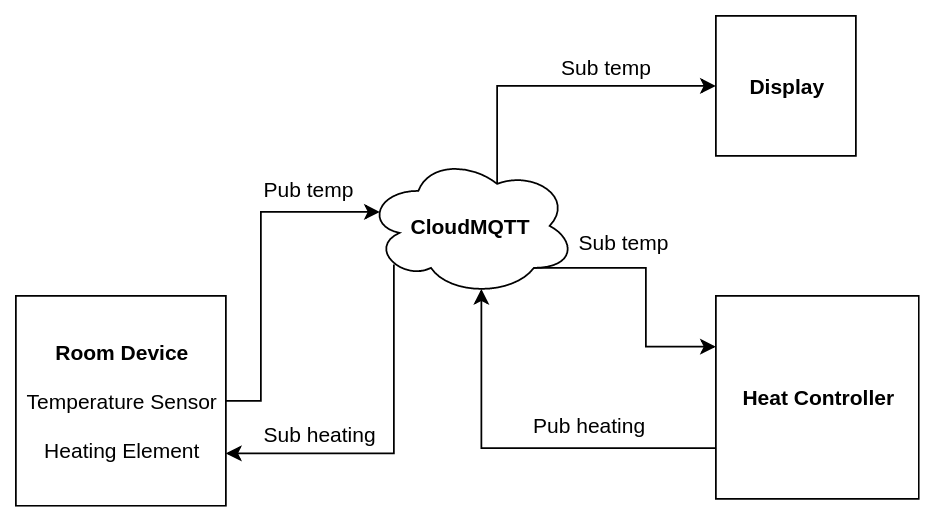 Sub temp
Display
Pub temp
CloudMQTT
Sub temp
Room Device
Temperature Sensor
Heating Element
Sub heating
Pub heating
Heat Controller